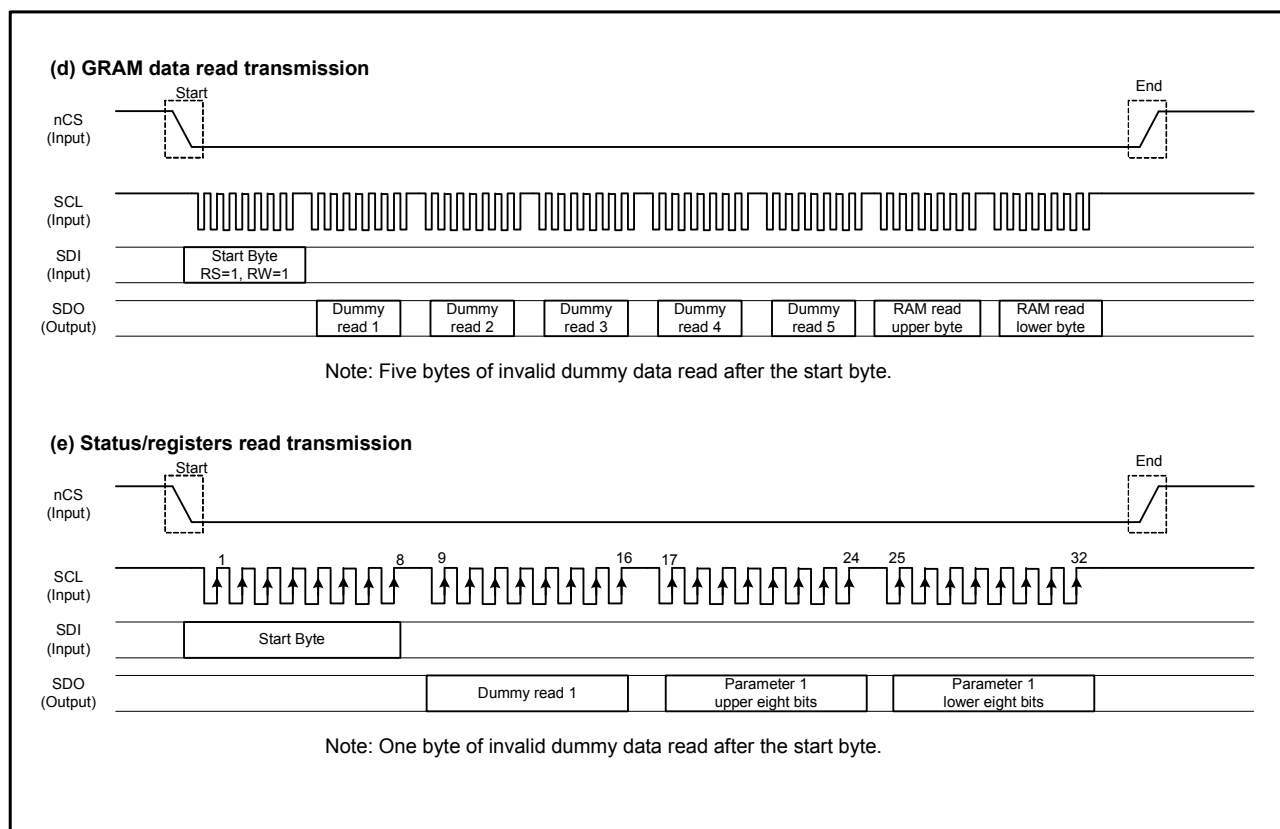 (d) GRAM data read transmission
Start
End
nCS
(Input)
SCL
(Input)
SDI
(Input)
Start Byte
RS=1, RW=1
SDO
(Output)
Dummy
read 1
Dummy
read 2
Dummy
read 3
Dummy
read 4
Dummy
read 5
RAM read
upper byte
RAM read
lower byte
Note: Five bytes of invalid dummy data read after the start byte.
(e) Status/registers read transmission
Start
End
nCS
(Input)
1
8
9
16
17
24
25
32
SCL
(Input)
SDI
(Input)
Start Byte
SDO
(Output)
Dummy read 1
Parameter 1
upper eight bits
Parameter 1
lower eight bits
Note: One byte of invalid dummy data read after the start byte.